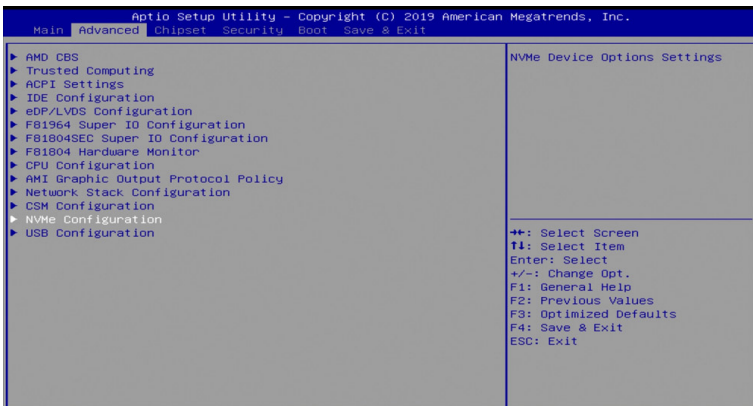 Aptio Setup Utility – Copyright (C) 2019 American Megatrends, Inc.
Main Advanced Chipset Security Boot Save & Exit
► AMD CBS
► Trusted Computing
► ACPI Settings
► IDE Configuration
► eDP/LVDS Configuration
► F81964 Super IO Configuration
► F81804SEC Super IO Configuration
► F81804 Hardware Monitor
► CPU Configuration
► AMI Graphic Output Protocol Policy
► Network Stack Configuration
► CSM Configuration
► NVMe Configuration
► USB Configuration
NVMe Device Options Settings
→←: Select Screen
↑↓: Select Item
Enter: Select
+/-: Change Opt.
F1: General Help
F2: Previous Values
F3: Optimized Defaults
F4: Save & Exit
ESC: Exit